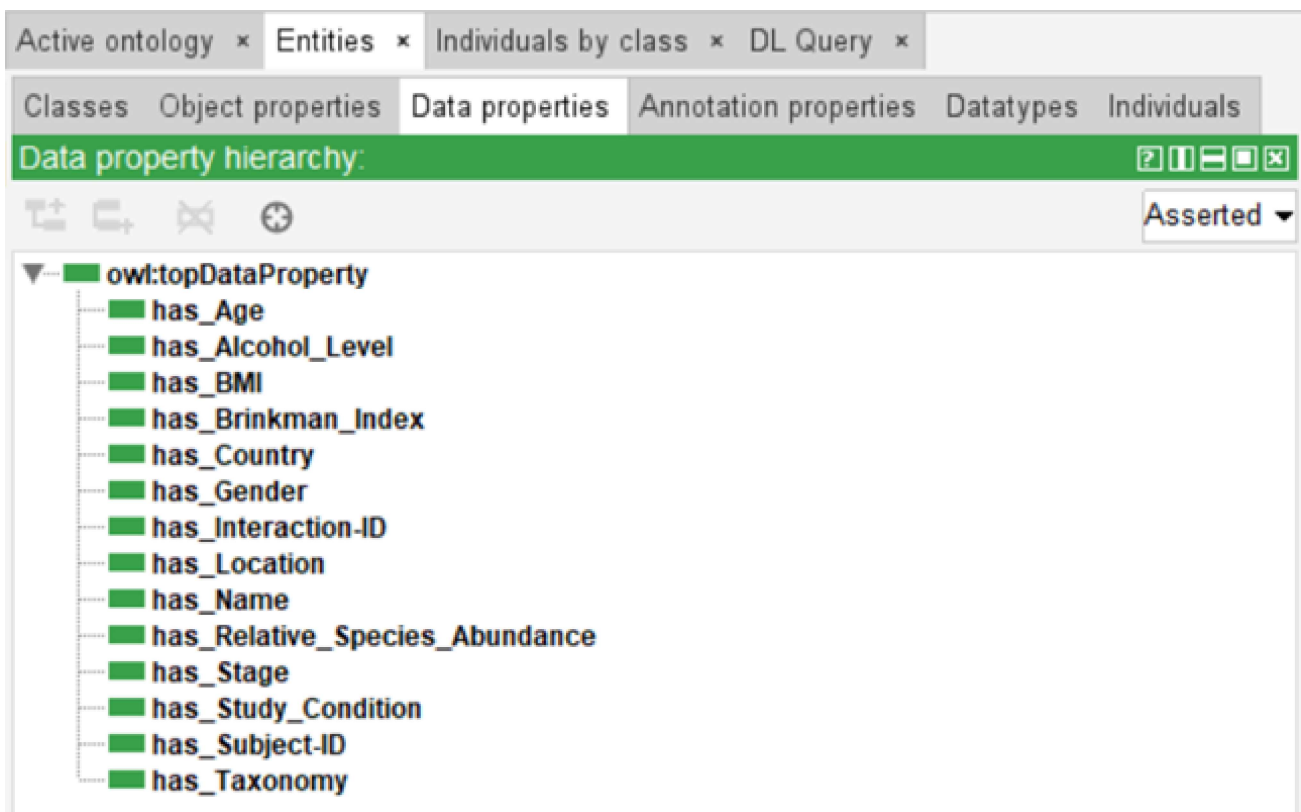 Active ontology × Entities × Individuals by class × DL Query ×
Classes Object properties Data properties Annotation properties Datatypes Individuals
Data property hierarchy:
Asserted
owl:topDataProperty
has_Age
has_Alcohol_Level
has_BMI
has_Brinkman_Index
has_Country
has_Gender
has_Interaction-ID
has_Location
has_Name
has_Relative_Species_Abundance
has_Stage
has_Study_Condition
has_Subject-ID
has_Taxonomy